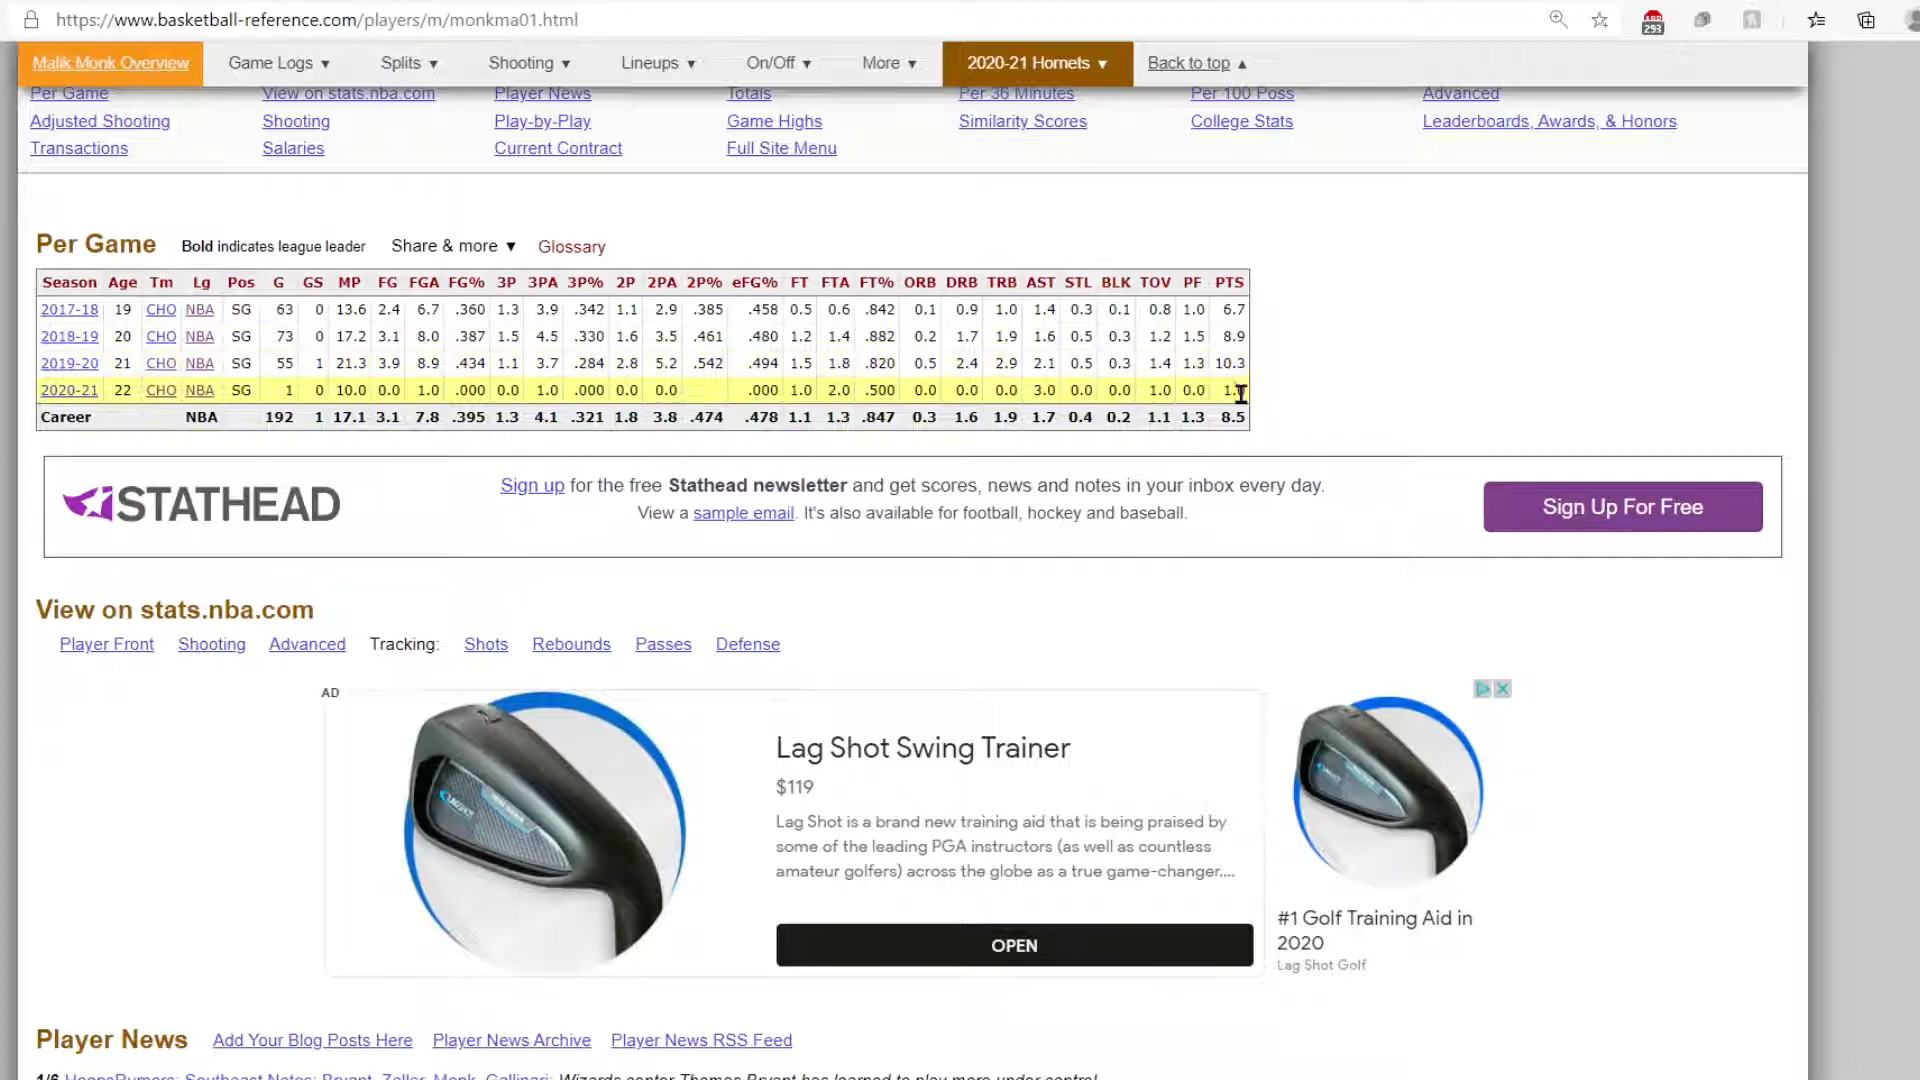 https://www.basketball-reference.com/players/m/monkma01.html
293
Malik Monk Overview Game Logs ▼ Splits ▼ Shooting ▼ Lineups ▼ On/Off ▼ More ▼ 2020-21 Hornets ▼ Back to top ▲
Per Game View on stats.nba.com Player News Totals Per 36 Minutes Per 100 Poss Advanced
Adjusted Shooting Shooting Play-by-Play Game Highs Similarity Scores College Stats Leaderboards, Awards, & Honors
Transactions Salaries Current Contract Full Site Menu
Per Game Bold indicates league leader Share & more ▼ Glossary
Season Age Tm Lg Pos G GS MP FG FGA FG% 3P 3PA 3P% 2P 2PA 2P% eFG% FT FTA FT% ORB DRB TRB AST STL BLK TOV PF PTS
2017-18 19 CHO NBA SG 63 0 13.6 2.4 6.7 .360 1.3 3.9 .342 1.1 2.9 .385 .458 0.5 0.6 .842 0.1 0.9 1.0 1.4 0.3 0.1 0.8 1.0 6.7
2018-19 20 CHO NBA SG 73 0 17.2 3.1 8.0 .387 1.5 4.5 .330 1.6 3.5 .461 .480 1.2 1.4 .882 0.2 1.7 1.9 1.6 0.5 0.3 1.2 1.5 8.9
2019-20 21 CHO NBA SG 55 1 21.3 3.9 8.9 .434 1.1 3.7 .284 2.8 5.2 .542 .494 1.5 1.8 .820 0.5 2.4 2.9 2.1 0.5 0.3 1.4 1.3 10.3
2020-21 22 CHO NBA SG 1 0 10.0 0.0 1.0 .000 0.0 1.0 .000 0.0 0.0 .000 1.0 2.0 .500 0.0 0.0 0.0 3.0 0.0 0.0 1.0 0.0
Career NBA 192 1 17.1 3.1 7.8 .395 1.3 4.1 .321 1.8 3.8 .474 .478 1.1 1.3 .847 0.3 1.6 1.9 1.7 0.4 0.2 1.1 1.3 8.5
STATHEAD
Sign up for the free Stathead newsletter and get scores, news and notes in your inbox every day.
View a sample email. It's also available for football, hockey and baseball.
Sign Up For Free
View on stats.nba.com
Player Front Shooting Advanced Tracking: Shots Rebounds Passes Defense
AD
Lag Shot Swing Trainer
$119
Lag Shot is a brand new training aid that is being praised by
some of the leading PGA instructors (as well as countless
amateur golfers) across the globe as a true game-changer....
OPEN
#1 Golf Training Aid in
2020
Lag Shot Golf
Player News Add Your Blog Posts Here Player News Archive Player News RSS Feed
1/6 HoopsRumors: Southeast Notes: Bryant, Zeller, Monk, Gallinari: Wizards center Thomas Bryant has learned to play more under control